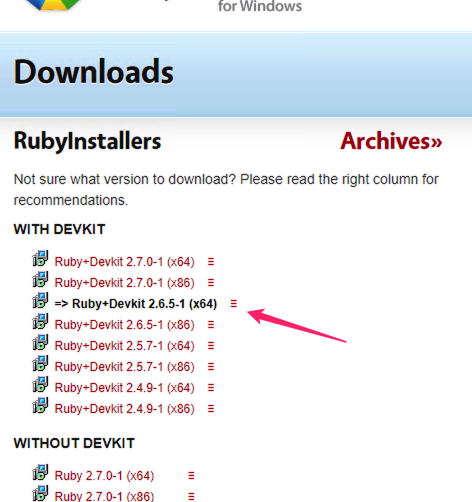 for Windows
Downloads
RubyInstallers
Archives»
Not sure what version to download? Please read the right column for
recommendations.
WITH DEVKIT
Ruby+Devkit 2.7.0-1 (x64) ≡
Ruby+Devkit 2.7.0-1 (x86) ≡
=> Ruby+Devkit 2.6.5-1 (x64) ≡
Ruby+Devkit 2.6.5-1 (x86) ≡
Ruby+Devkit 2.5.7-1 (x64) ≡
Ruby+Devkit 2.5.7-1 (x86) ≡
Ruby+Devkit 2.4.9-1 (x64) ≡
Ruby+Devkit 2.4.9-1 (x86) ≡
WITHOUT DEVKIT
Ruby 2.7.0-1 (x64) ≡
Ruby 2.7.0-1 (x86) ≡